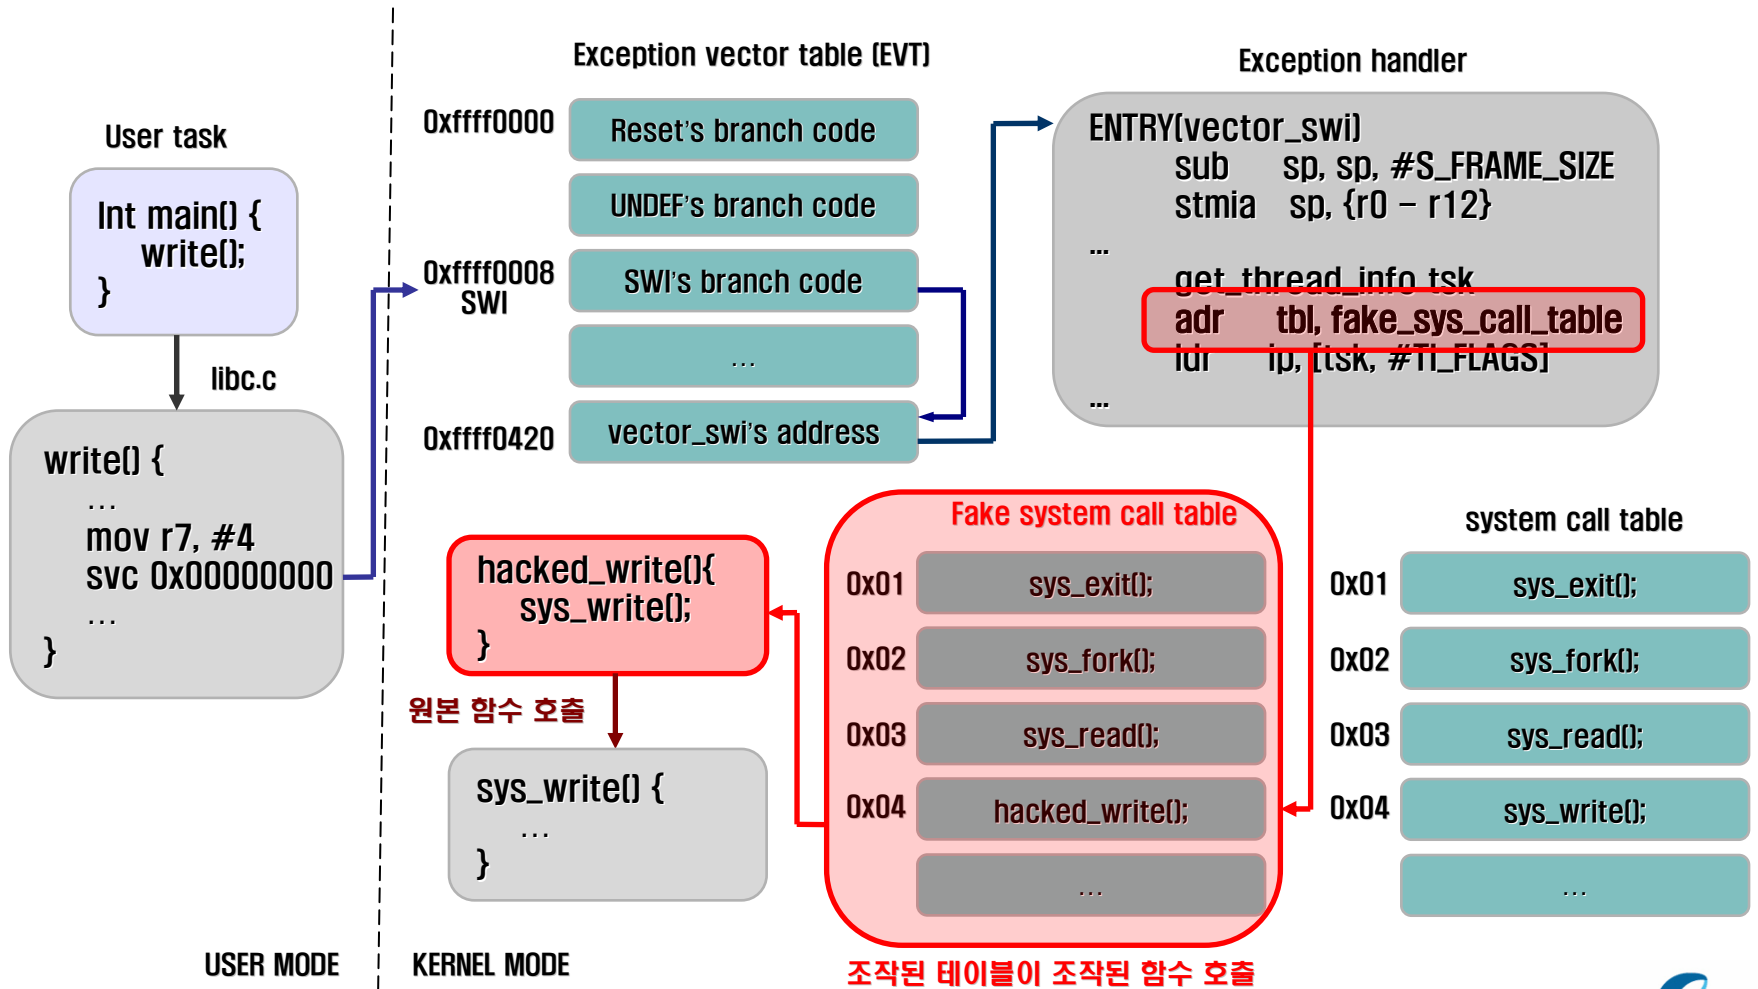 User task
Int main() {
write();
}
libc.c
write() {
...
mov r7, #4
svc 0x00000000
...
}
USER MODE
KERNEL MODE
Exception vector table (EVT)
0xffff0000
Reset's branch code
UNDEF's branch code
0xffff0008
SWI
SWI's branch code
...
0xffff0420
vector_swi's address
Exception handler
ENTRY(vector_swi)
sub sp, sp, #S_FRAME_SIZE
stmia sp, {r0 – r12}
...
get_thread_info tsk
adr tbl, fake_sys_call_table
ldr ip, [tsk, #TI_FLAGS]
...
hacked_write(){
sys_write();
}
원본 함수 호출
sys_write() {
...
}
Fake system call table
0x01 sys_exit();
0x02 sys_fork();
0x03 sys_read();
0x04 hacked_write();
...
조작된 테이블이 조작된 함수 호출
system call table
0x01 sys_exit();
0x02 sys_fork();
0x03 sys_read();
0x04 sys_write();
...